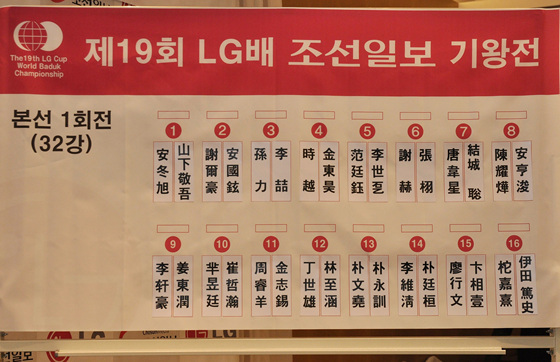 The 19th LG Cup
World Baduk
Championship
제19회 LG배 조선일보 기왕전
본선 1회전
(32강)
1
安冬旭
山下敬吾
2
謝爾豪
安國鉉
3
孫力
李喆
4
時越
金東昊
5
范廷鈺
李世乭
6
謝赫
張栩
7
唐韋星
結城聡
8
陳耀燁
安亨浚
9
李轩豪
姜東潤
10
羋昱廷
崔哲瀚
11
周睿羊
金志錫
12
丁世雄
林至涵
13
朴文堯
朴永訓
14
李維淸
朴廷桓
15
廖行文
卞相壹
16
柁嘉熹
伊田篤史
LG